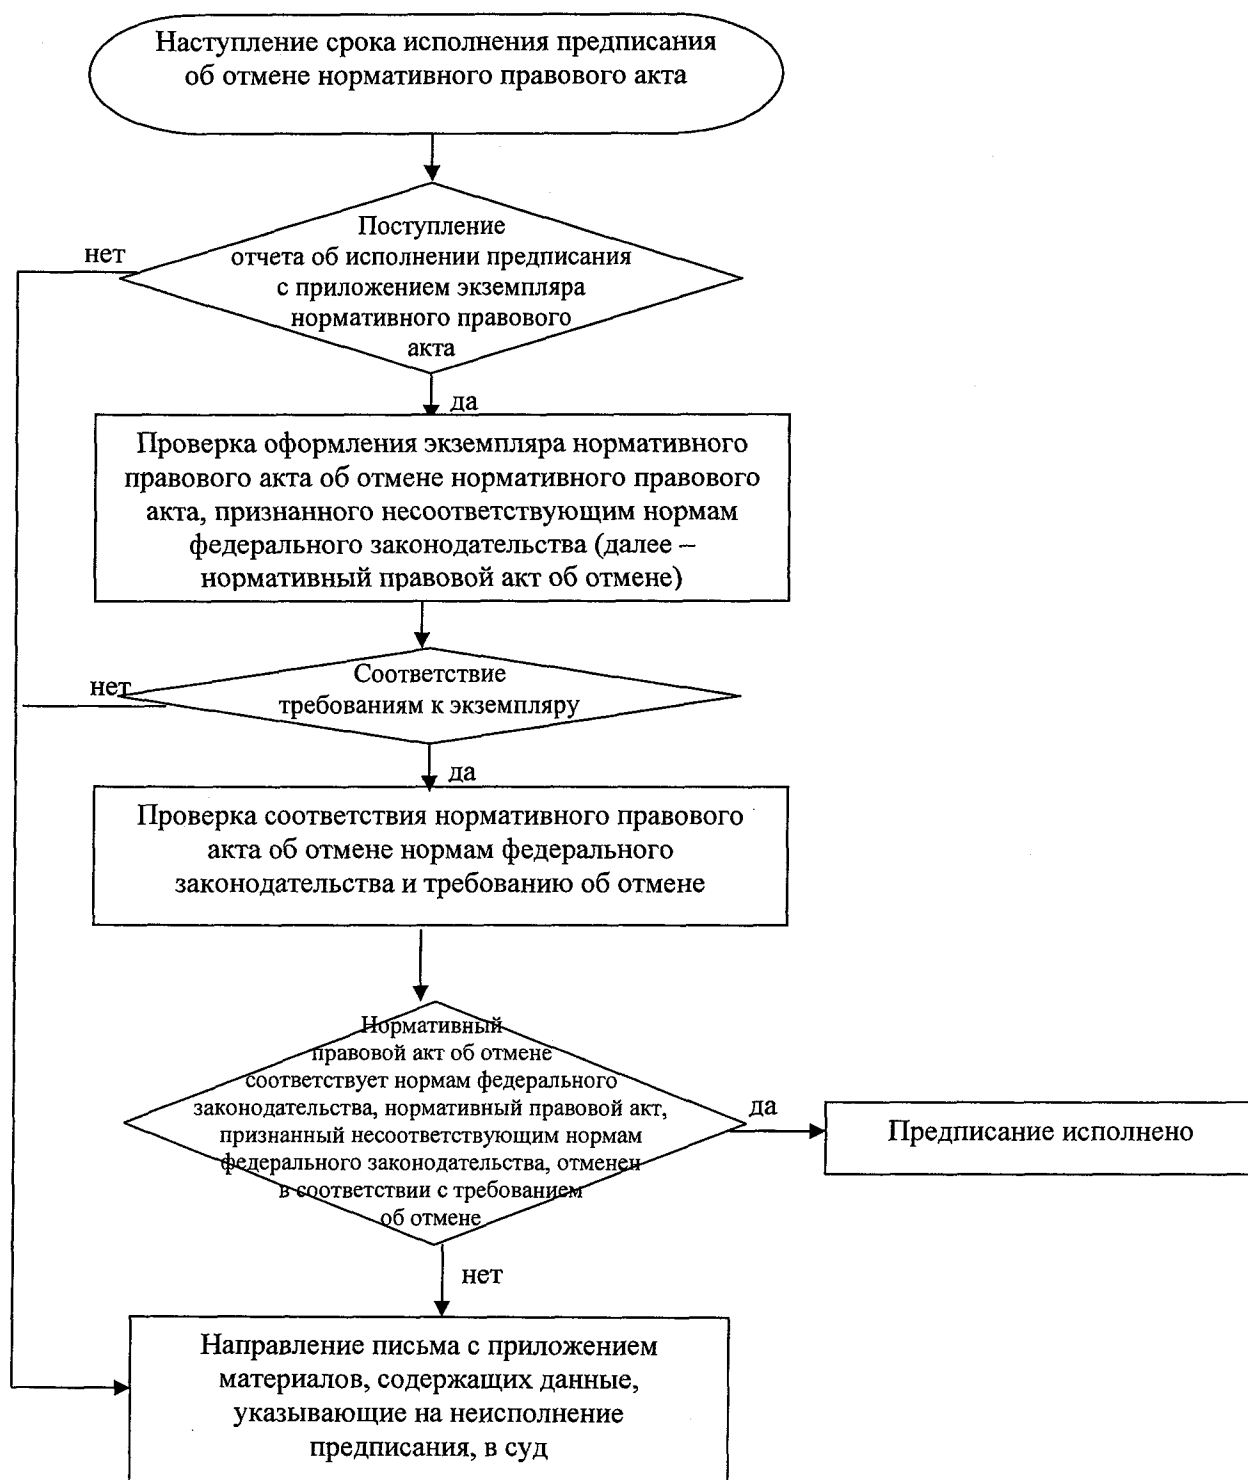 Наступление срока исполнения предписания
об отмене нормативного правового акта
Поступление
отчета об исполнении предписания
с приложением экземпляра
нормативного правового
акта
нет
да
Проверка оформления экземпляра нормативного
правового акта об отмене нормативного правового
акта, признанного несоответствующим нормам
федерального законодательства (далее –
нормативный правовой акт об отмене)
Соответствие
требованиям к экземпляру
нет
да
Проверка соответствия нормативного правового
акта об отмене нормам федерального
законодательства и требованию об отмене
Нормативный
правовой акт об отмене
соответствует нормам федерального
законодательства, нормативный правовой акт,
признанный несоответствующим нормам
федерального законодательства, отменен
в соответствии с требованием
об отмене
да
Предписание исполнено
нет
Направление письма с приложением
материалов, содержащих данные,
указывающие на неисполнение
предписания, в суд